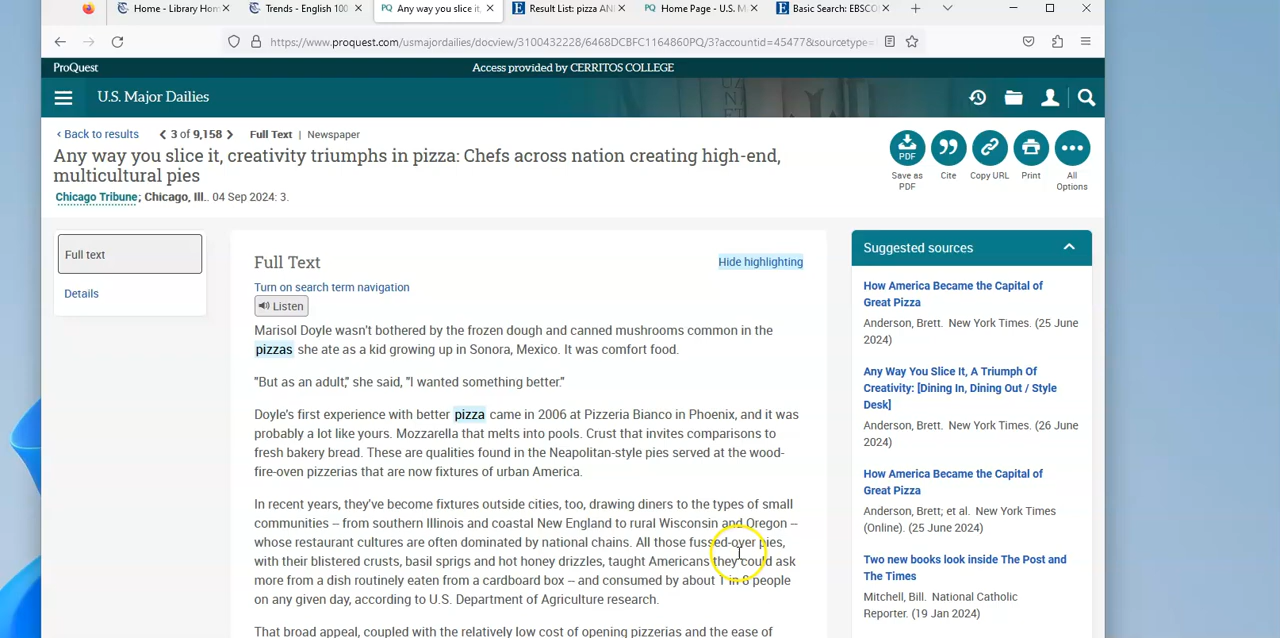 Home - Library Hom
Trends - English 100
PQ Any way you slice it,
Result List: pizza AN
PQ Home Page - U.S. M
Basic Search: EBSCO
https://www.proquest.com/usmajordailies/docview/3100432228/6468DCBFC1164860PQ/3?accountid=45477&sourcetype=
ProQuest
Access provided by CERRITOS COLLEGE
U.S. Major Dailies
‹ Back to results
3 of 9,158
Full Text | Newspaper
Any way you slice it, creativity triumphs in pizza: Chefs across nation creating high-end,
multicultural pies
Chicago Tribune; Chicago, Ill.. 04 Sep 2024: 3.
PDF
Save as
PDF
Cite
Copy URL
Print
All
Options
Full text
Details
Full Text
Hide highlighting
Turn on search term navigation
Listen
Marisol Doyle wasn't bothered by the frozen dough and canned mushrooms common in the
pizzas she ate as a kid growing up in Sonora, Mexico. It was comfort food.
"But as an adult," she said, "I wanted something better."
Doyle's first experience with better pizza came in 2006 at Pizzeria Bianco in Phoenix, and it was
probably a lot like yours. Mozzarella that melts into pools. Crust that invites comparisons to
fresh bakery bread. These are qualities found in the Neapolitan-style pies served at the wood-
fire-oven pizzerias that are now fixtures of urban America.
In recent years, they've become fixtures outside cities, too, drawing diners to the types of small
communities -- from southern Illinois and coastal New England to rural Wisconsin and Oregon --
whose restaurant cultures are often dominated by national chains. All those fussed-over pies,
with their blistered crusts, basil sprigs and hot honey drizzles, taught Americans they could ask
more from a dish routinely eaten from a cardboard box -- and consumed by about 1 in 8 people
on any given day, according to U.S. Department of Agriculture research.
That broad appeal, coupled with the relatively low cost of opening pizzerias and the ease of
Suggested sources
How America Became the Capital of
Great Pizza
Anderson, Brett. New York Times. (25 June
2024)
Any Way You Slice It, A Triumph Of
Creativity: [Dining In, Dining Out / Style
Desk]
Anderson, Brett. New York Times. (26 June
2024)
How America Became the Capital of
Great Pizza
Anderson, Brett; et al. New York Times
(Online). (25 June 2024)
Two new books look inside The Post and
The Times
Mitchell, Bill. National Catholic
Reporter. (19 Jan 2024)